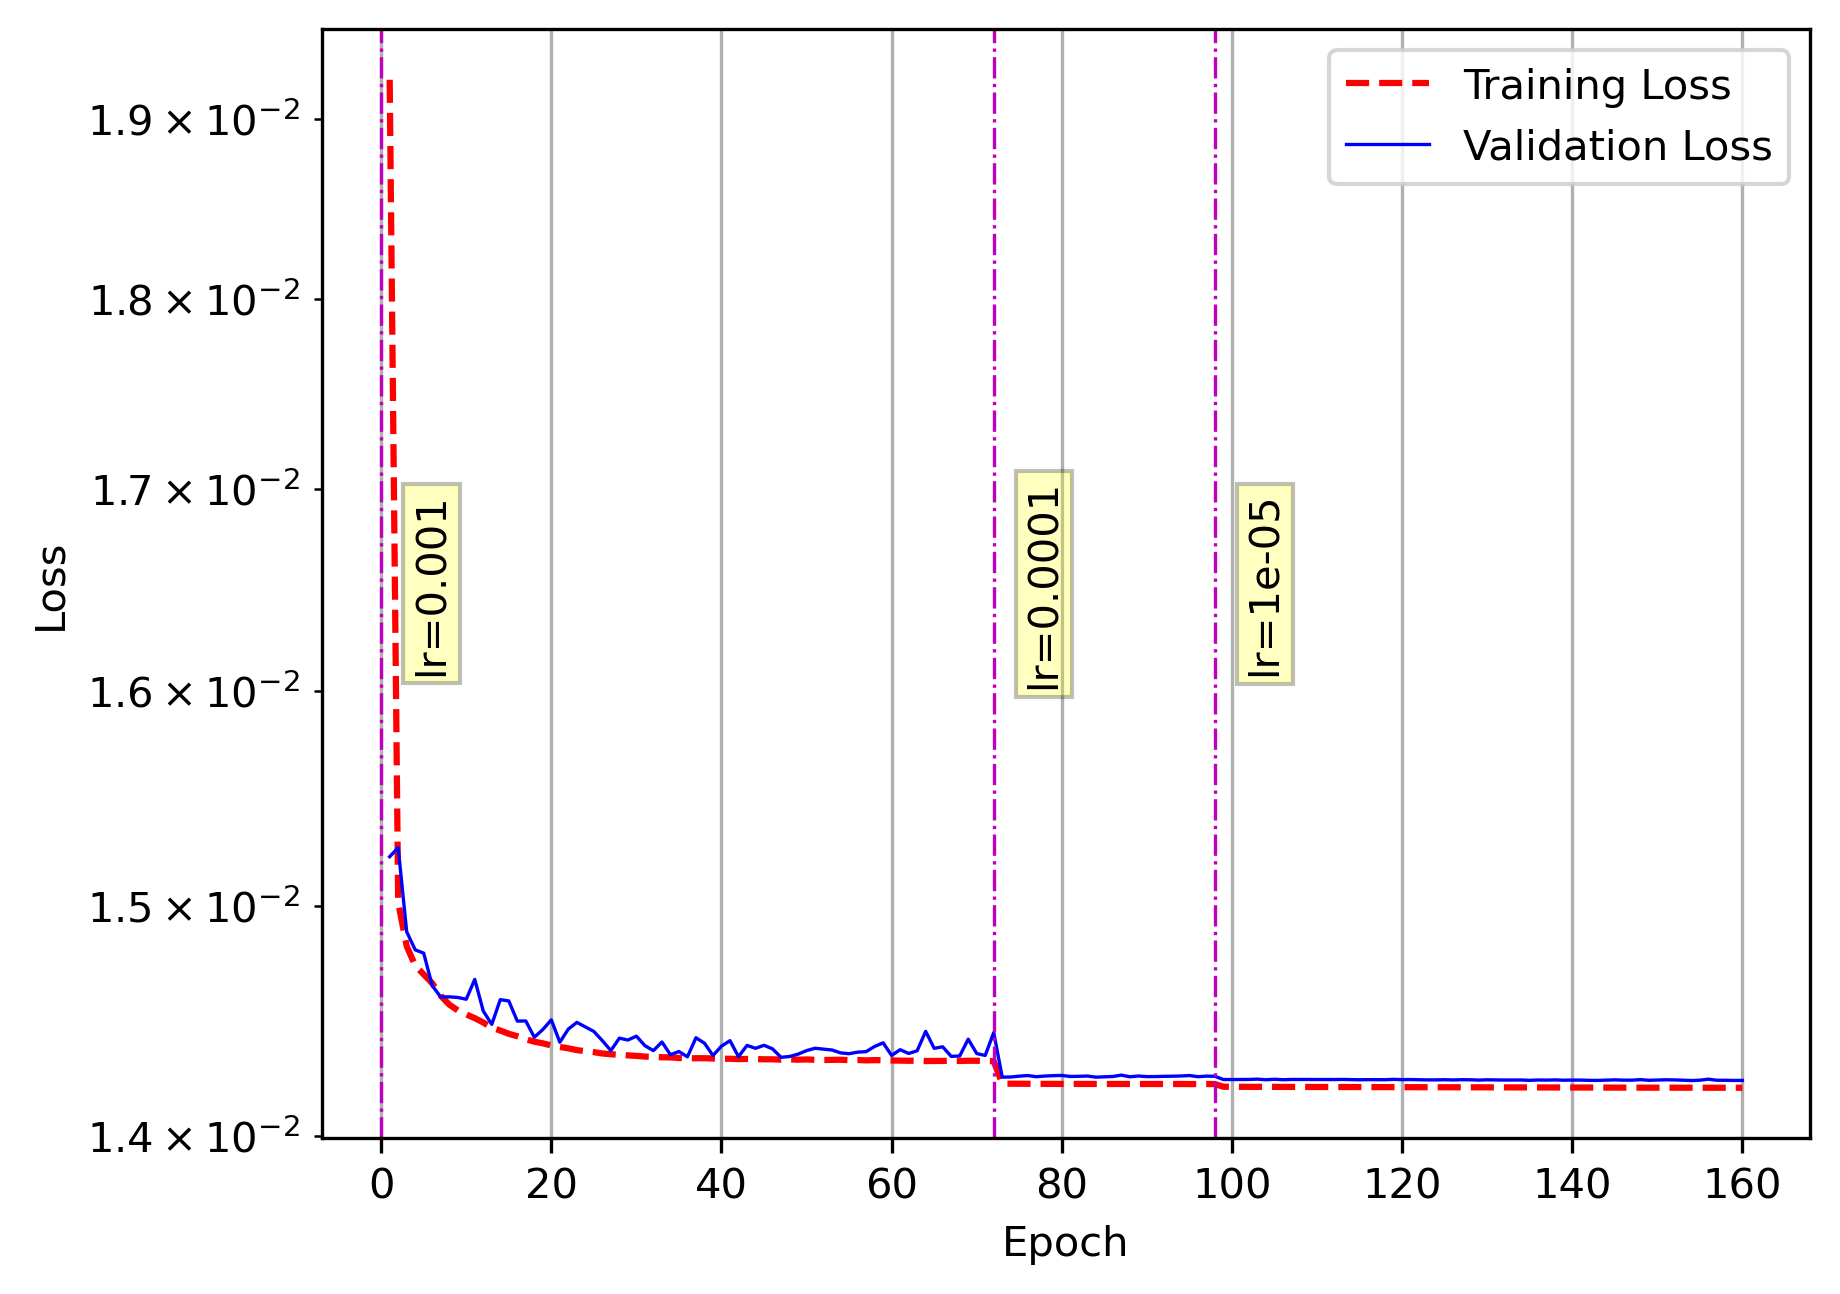 Training Loss
Validation Loss
1.9 × 10⁻²
1.8 × 10⁻²
1.7 × 10⁻²
1.6 × 10⁻²
1.5 × 10⁻²
1.4 × 10⁻²
Loss
lr=0.001
lr=0.0001
lr=1e-05
0 20 40 60 80 100 120 140 160
Epoch